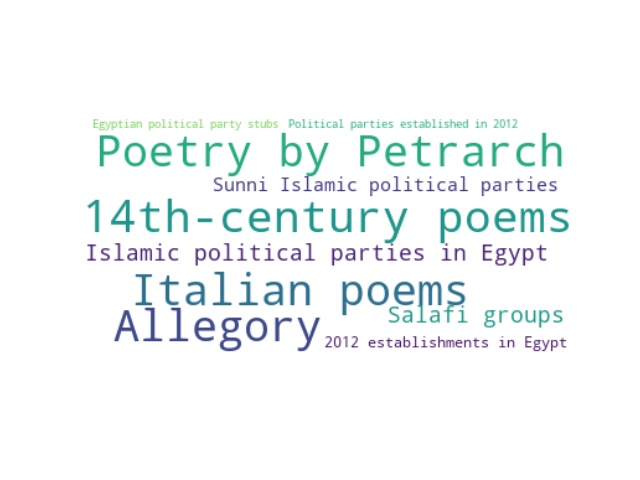 Egyptian political party stubs Political parties established in 2012
Poetry by Petrarch
Sunni Islamic political parties
14th-century poems
Islamic political parties in Egypt
Italian poems
Salafi groups
Allegory
2012 establishments in Egypt